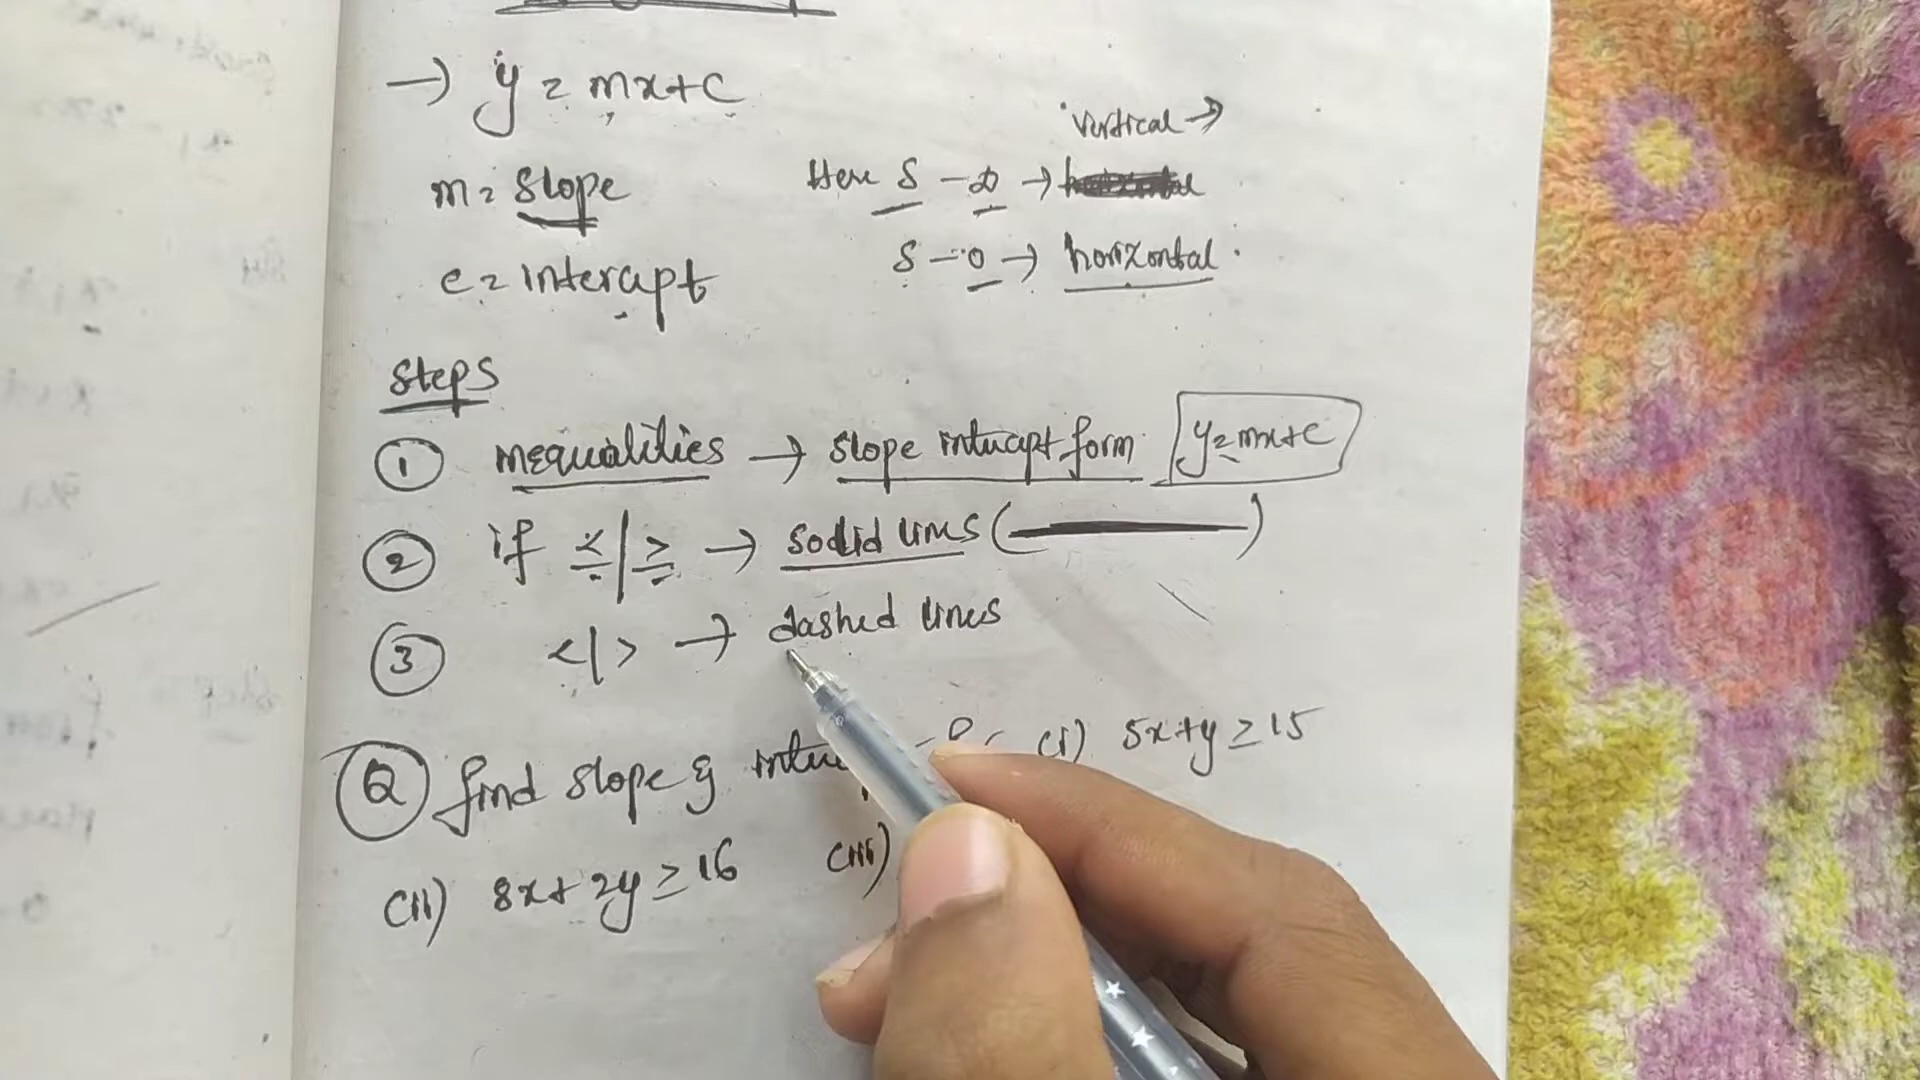 → y = mx+c
m = slope
c = intercept
vertical →
Here S - ∞ →
S - 0 → horizontal.
Steps
① inequalities → slope intercept form y=mx+c
② if ≤|≥ → solid lines (———)
③ <|> → dashed lines
Q find slope & (i) 5x+y ≥ 15
(ii) 8x+2y ≥ 16 (iii)